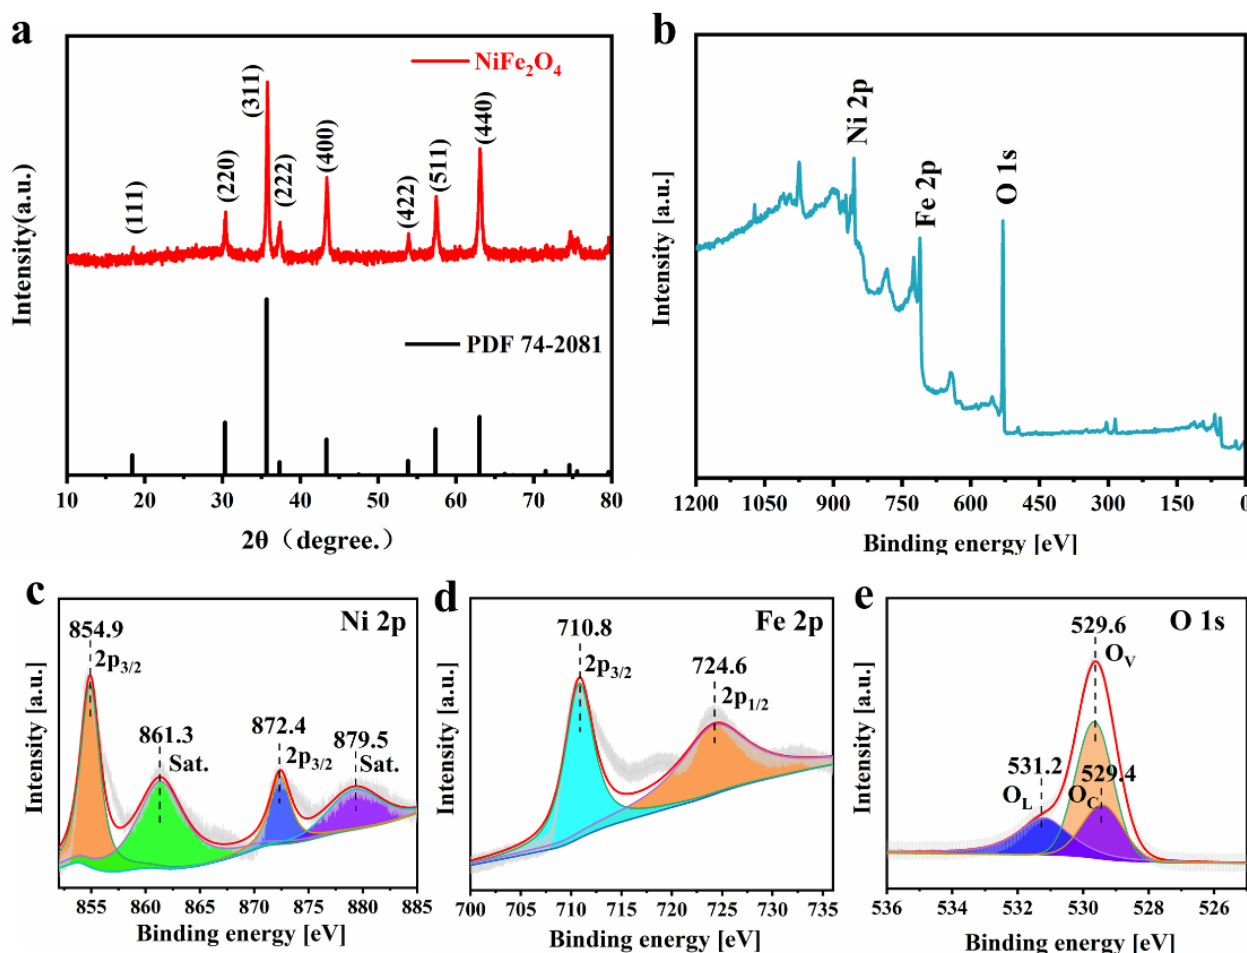 a
NiFe₂O₄
(111)
(220)
(311)
(222)
(400)
(422)
(511)
(440)
PDF 74-2081
Intensity(a.u.)
10 20 30 40 50 60 70 80
2θ（degree.）
b
Ni 2p
Fe 2p
O 1s
Intensity [a.u.]
1200 1050 900 750 600 450 300 150 0
Binding energy [eV]
c
Ni 2p
854.9
2p₃/₂
861.3
Sat.
872.4
2p₃/₂
879.5
Sat.
Intensity [a.u.]
855 860 865 870 875 880 885
Binding energy [eV]
d
Fe 2p
710.8
2p₃/₂
724.6
2p₁/₂
Intensity [a.u.]
700 705 710 715 720 725 730 735
Binding energy [eV]
e
O 1s
529.6
O_V
531.2
O_L
529.4
O_C
Intensity [a.u.]
536 534 532 530 528 526
Binding energy [eV]